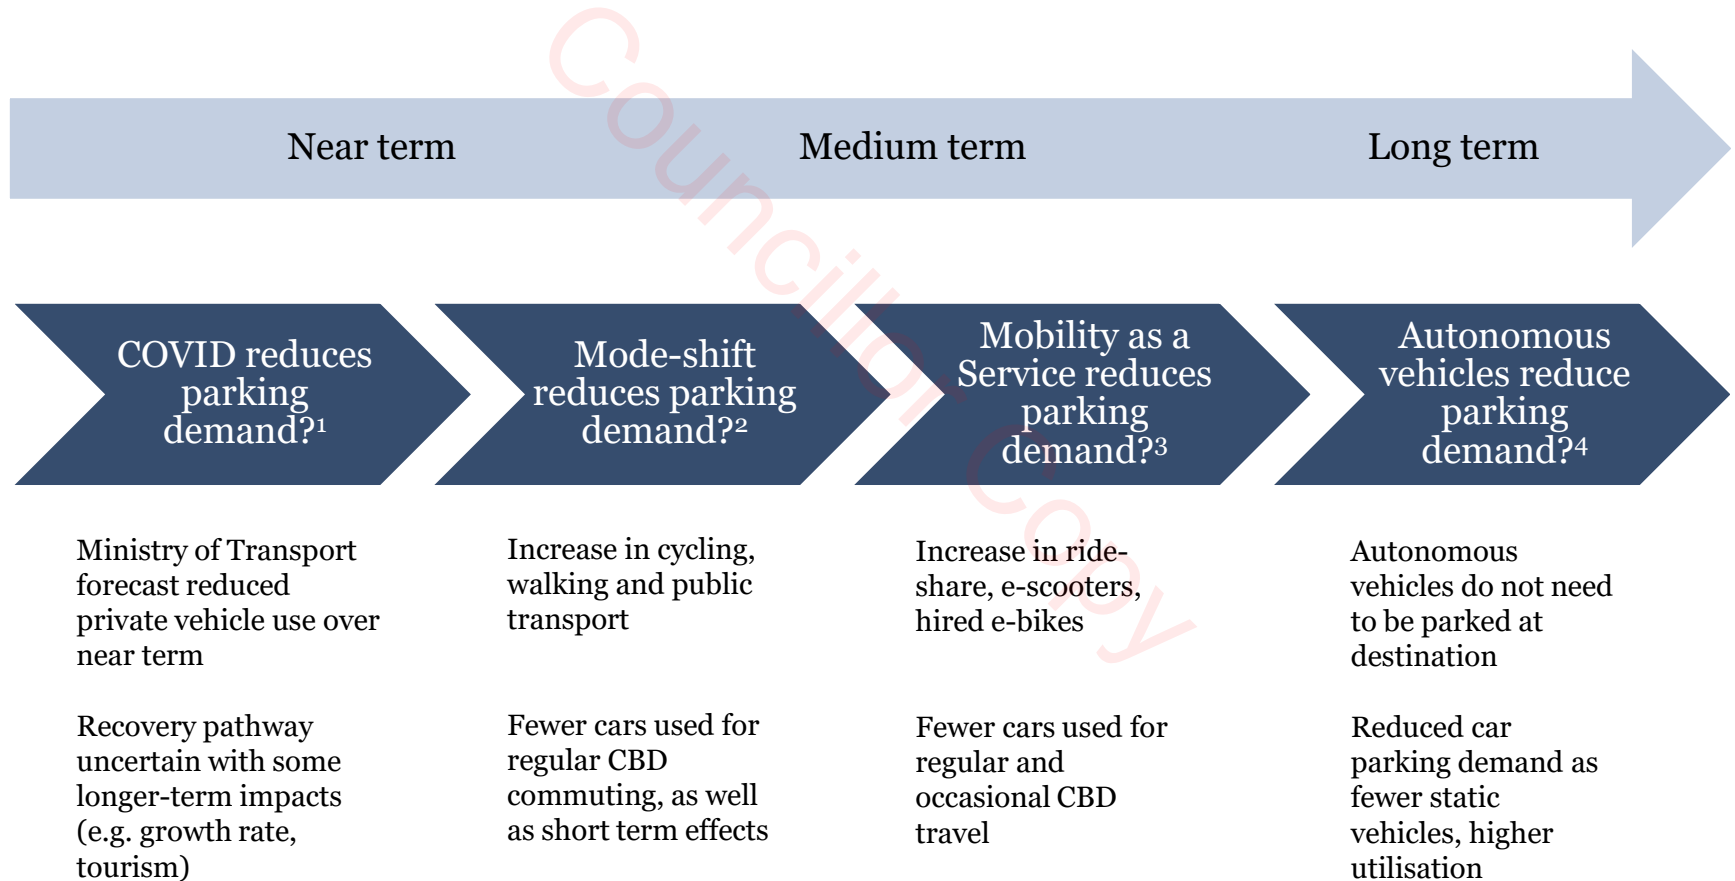 Near term
Medium term
Long term
COVID reduces
parking
demand?¹
Mode-shift
reduces parking
demand?²
Mobility as a
Service reduces
parking
demand?³
Autonomous
vehicles reduce
parking
demand?⁴
Ministry of Transport
forecast reduced
private vehicle use over
near term
Recovery pathway
uncertain with some
longer-term impacts
(e.g. growth rate,
tourism)
Increase in cycling,
walking and public
transport
Fewer cars used for
regular CBD
commuting, as well
as short term effects
Increase in ride-
share, e-scooters,
hired e-bikes
Fewer cars used for
regular and
occasional CBD
travel
Autonomous
vehicles do not need
to be parked at
destination
Reduced car
parking demand as
fewer static
vehicles, higher
utilisation
Councillor Copy